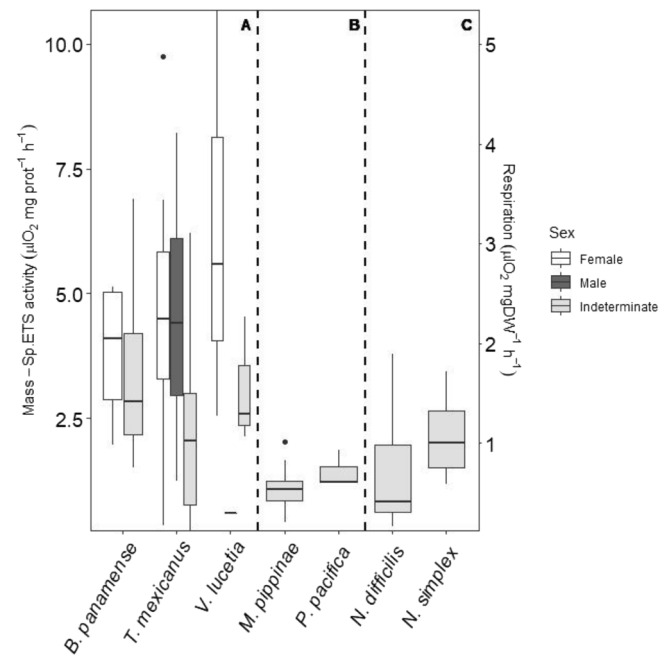 A B C
10.0
7.5
5.0
2.5
Mass – Sp.ETS activity (µlO₂ mg prot⁻¹ h⁻¹)
5
4
3
2
1
Respiration (µlO₂ mgDW⁻¹ h⁻¹)
Sex
Female
Male
Indeterminate
B. panamense
T. mexicanus
V. lucetia
M. pippinae
P. pacifica
N. difficilis
N. simplex